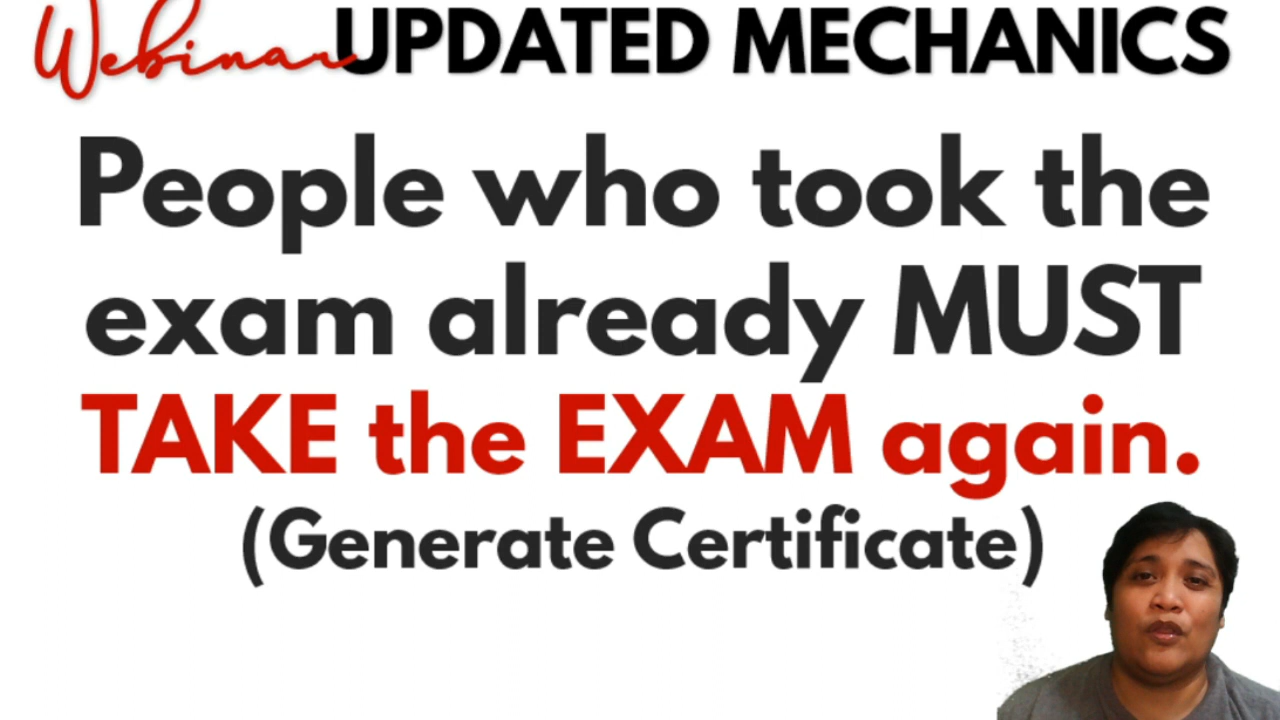 Webinar UPDATED MECHANICS
People who took the
exam already MUST
TAKE the EXAM again.
(Generate Certificate)